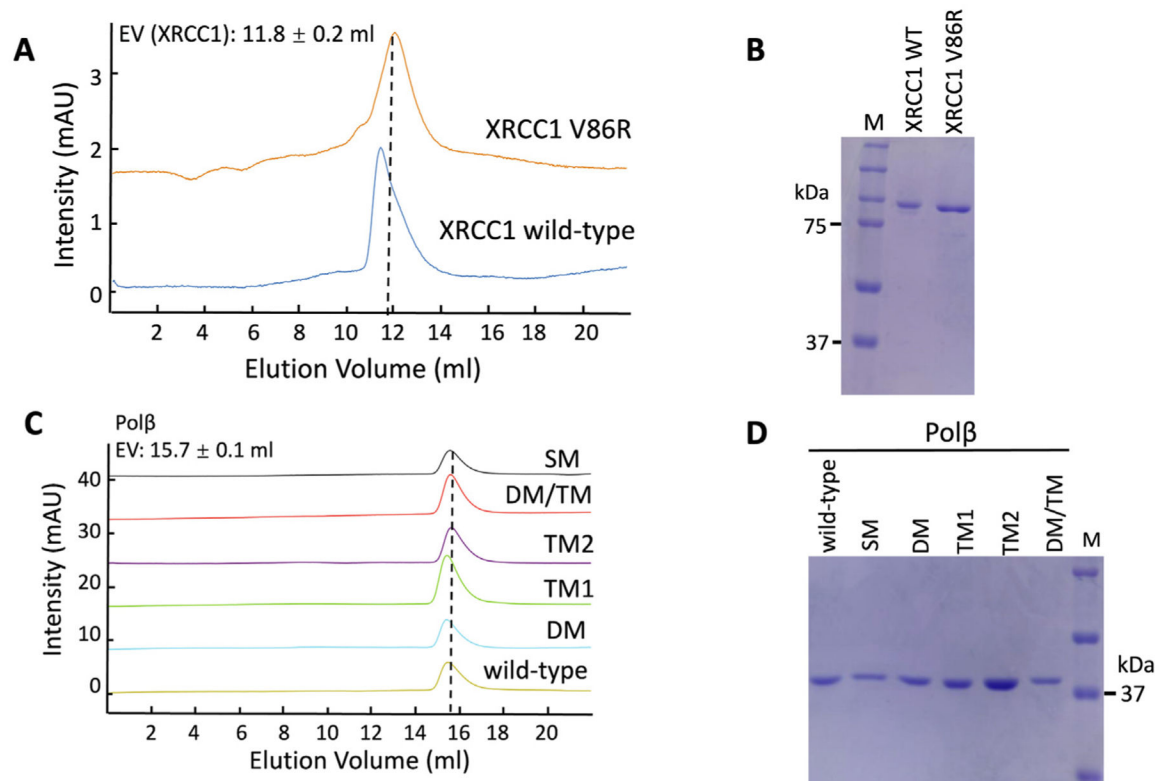 A
EV (XRCC1): 11.8 ± 0.2 ml
Intensity (mAU)
3
2
1
0
XRCC1 V86R
XRCC1 wild-type
2 4 6 8 10 12 14 16 18 20
Elution Volume (ml)
B
M
XRCC1 WT
XRCC1 V86R
kDa
75
37
C
Polβ
EV: 15.7 ± 0.1 ml
Intensity (mAU)
40
30
20
10
0
SM
DM/TM
TM2
TM1
DM
wild-type
2 4 6 8 10 12 14 16 18 20
Elution Volume (ml)
D
Polβ
wild-type
SM
DM
TM1
TM2
DM/TM
M
kDa
37